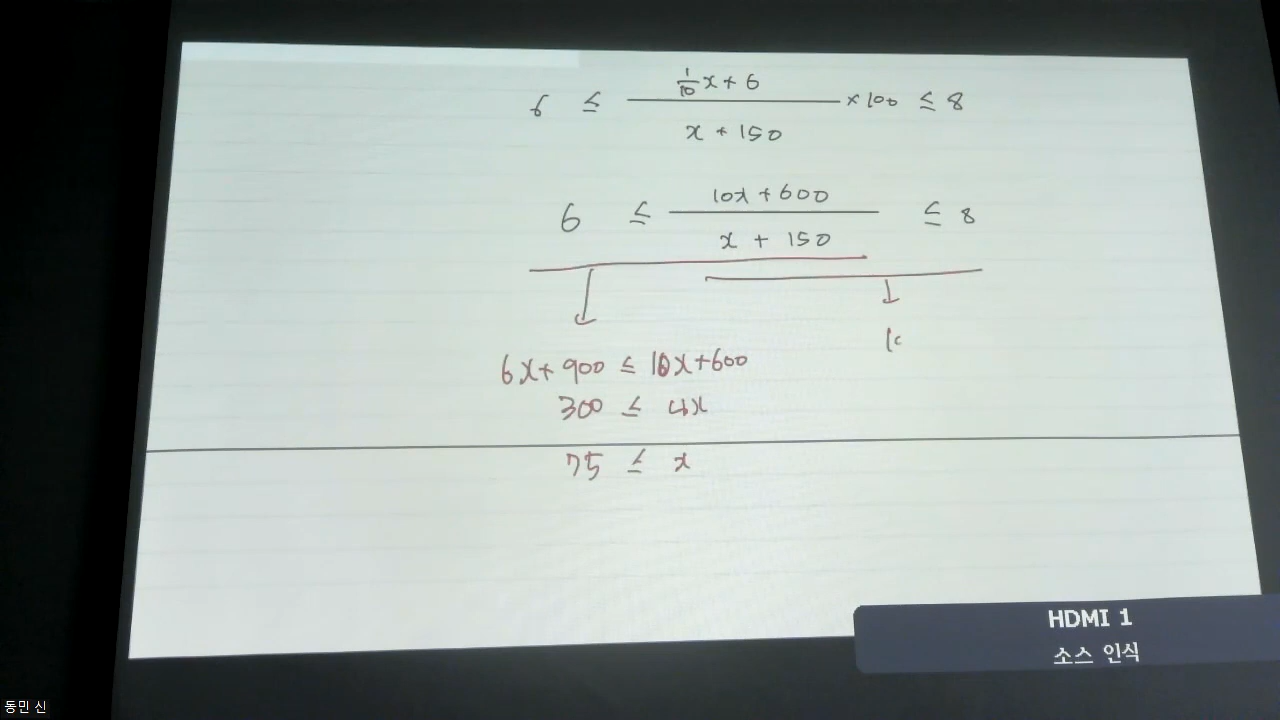 6 ≤ (1/10 x + 6)/(x + 150) × 100 ≤ 8
6 ≤ (10x + 600)/(x + 150) ≤ 8
6x + 900 ≤ 10x + 600
300 ≤ 4x
75 ≤ x
HDMI 1
소스 인식
동민 신